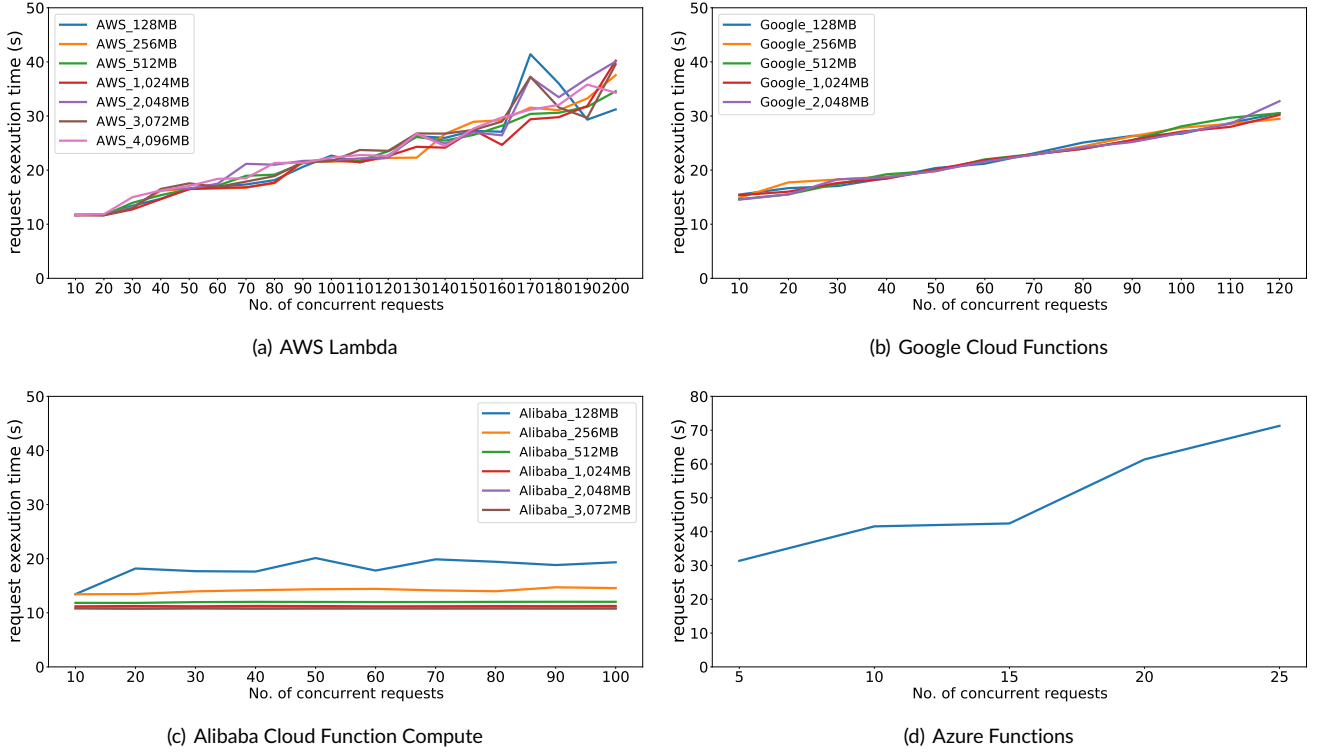 50
40
30
20
10
0
request exexution time (s)
AWS_128MB
AWS_256MB
AWS_512MB
AWS_1,024MB
AWS_2,048MB
AWS_3,072MB
AWS_4,096MB
10 20 30 40 50 60 70 80 90 100 110 120 130 140 150 160 170 180 190 200
No. of concurrent requests
(a) AWS Lambda
50
40
30
20
10
0
request exexution time (s)
Google_128MB
Google_256MB
Google_512MB
Google_1,024MB
Google_2,048MB
10 20 30 40 50 60 70 80 90 100 110 120
No. of concurrent requests
(b) Google Cloud Functions
50
40
30
20
10
0
request exexution time (s)
Alibaba_128MB
Alibaba_256MB
Alibaba_512MB
Alibaba_1,024MB
Alibaba_2,048MB
Alibaba_3,072MB
10 20 30 40 50 60 70 80 90 100
No. of concurrent requests
(c) Alibaba Cloud Function Compute
80
70
60
50
40
30
20
10
0
request exexution time (s)
5 10 15 20 25
No. of concurrent requests
(d) Azure Functions